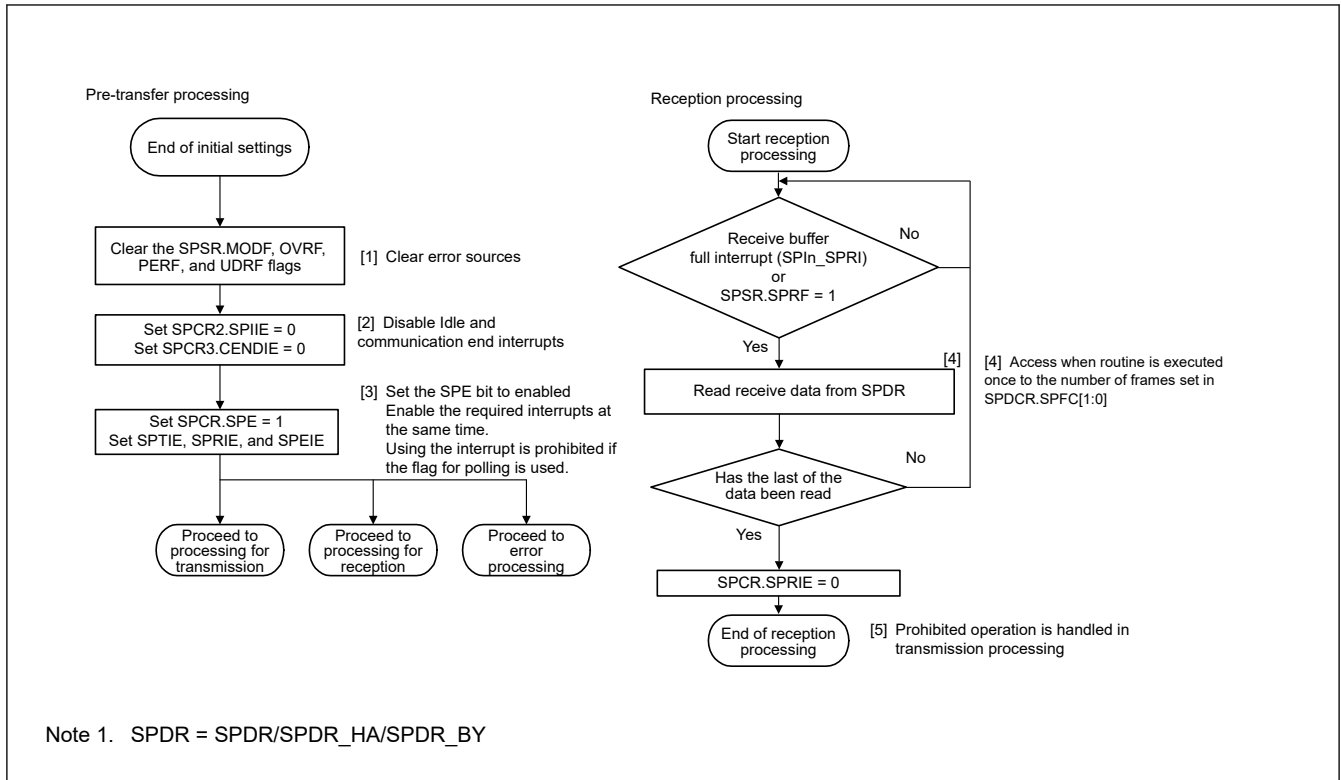 Pre-transfer processing
End of initial settings
Clear the SPSR.MODF, OVRF,
PERF, and UDRF flags
[1] Clear error sources
Set SPCR2.SPIIE = 0
Set SPCR3.CENDIE = 0
[2] Disable Idle and
communication end interrupts
Set SPCR.SPE = 1
Set SPTIE, SPRIE, and SPEIE
[3] Set the SPE bit to enabled
Enable the required interrupts at
the same time.
Using the interrupt is prohibited if
the flag for polling is used.
Proceed to
processing for
transmission
Proceed to
processing for
reception
Proceed to
error
processing
Reception processing
Start reception
processing
Receive buffer
full interrupt (SPIn_SPRI)
or
SPSR.SPRF = 1
No
Yes
Read receive data from SPDR
[4]
[4] Access when routine is executed
once to the number of frames set in
SPDCR.SPFC[1:0]
Has the last of the
data been read
No
Yes
SPCR.SPRIE = 0
End of reception
processing
[5] Prohibited operation is handled in
transmission processing
Note 1. SPDR = SPDR/SPDR_HA/SPDR_BY